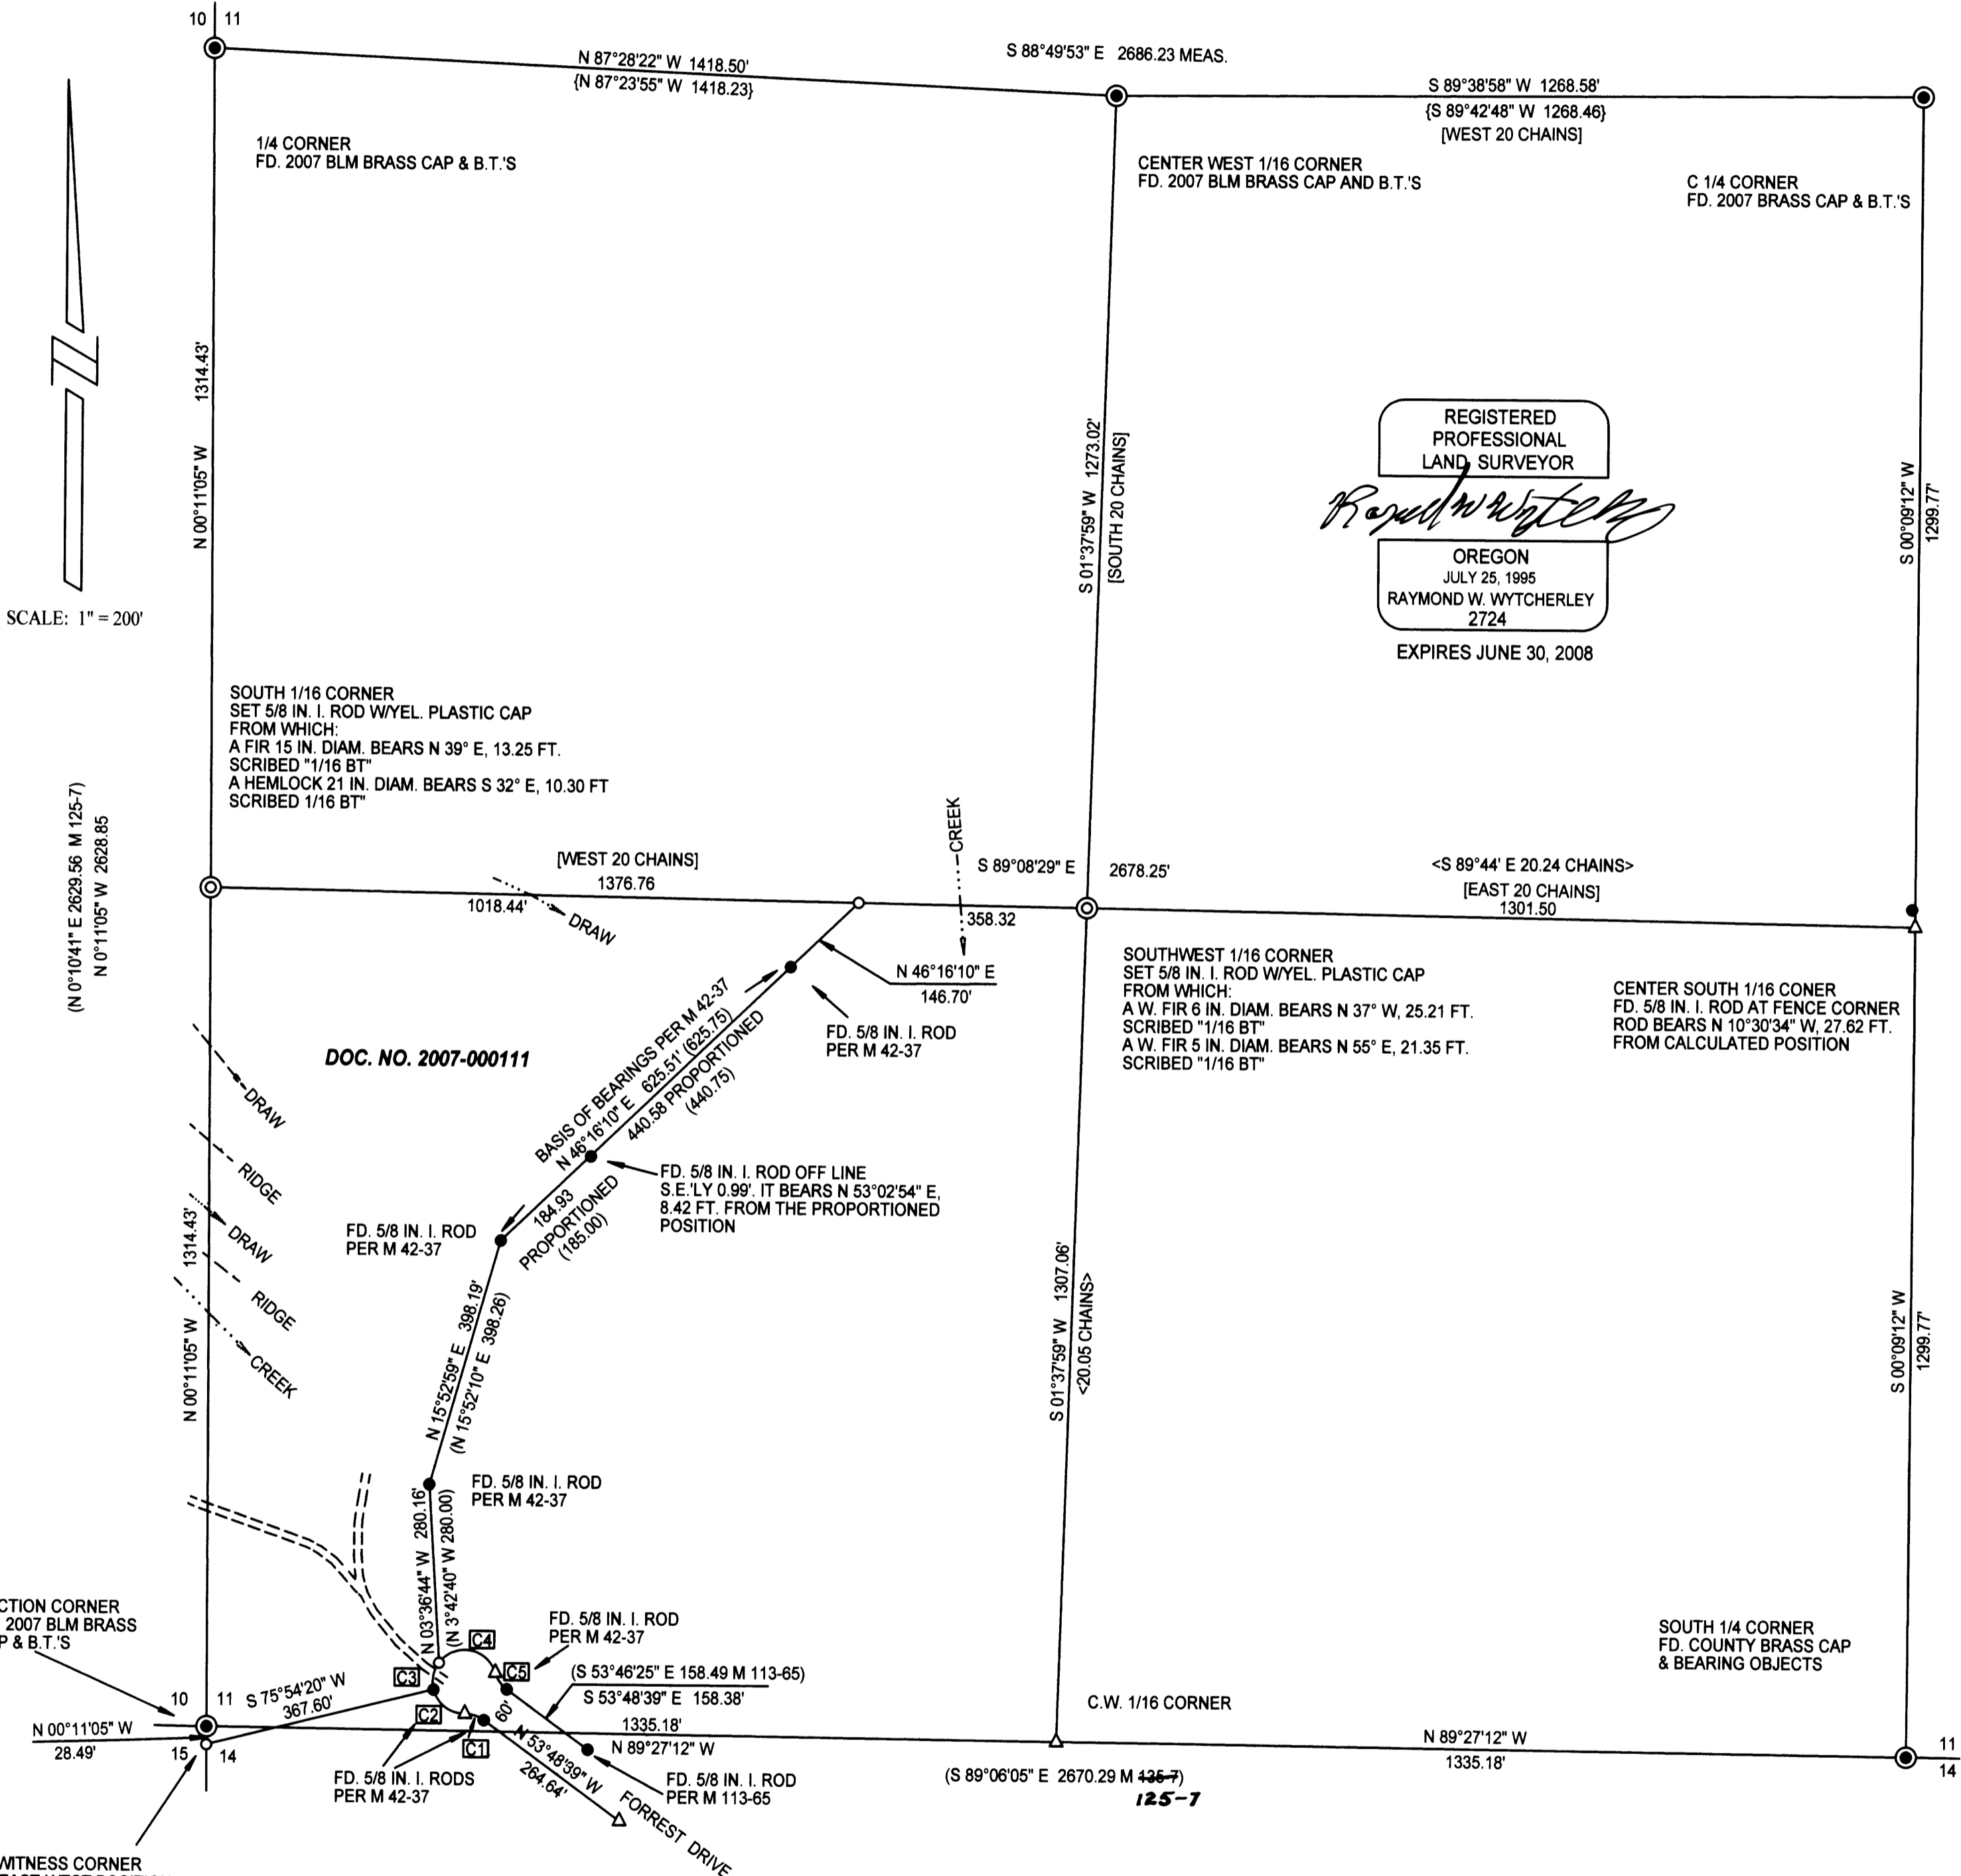 10 11
N 87°28'22" W 1418.50'
{N 87°23'55" W 1418.23}
S 88°49'53" E 2686.23 MEAS.
S 89°38'58" W 1268.58'
{S 89°42'48" W 1268.46}
[WEST 20 CHAINS]
1/4 CORNER
FD. 2007 BLM BRASS CAP & B.T.'S
CENTER WEST 1/16 CORNER
FD. 2007 BLM BRASS CAP AND B.T.'S
C 1/4 CORNER
FD. 2007 BRASS CAP & B.T.'S
N
SCALE: 1" = 200'
N 00°11'05" W 1314.43'
S 01°37'59" W 1273.02'
[SOUTH 20 CHAINS]
REGISTERED
PROFESSIONAL
LAND SURVEYOR
OREGON
JULY 25, 1995
RAYMOND W. WYTCHERLEY
2724
EXPIRES JUNE 30, 2008
S 00°09'12" W
1299.77'
SOUTH 1/16 CORNER
SET 5/8 IN. I. ROD W/YEL. PLASTIC CAP
FROM WHICH:
A FIR 15 IN. DIAM. BEARS N 39° E, 13.25 FT.
SCRIBED "1/16 BT"
A HEMLOCK 21 IN. DIAM. BEARS S 32° E, 10.30 FT
SCRIBED 1/16 BT"
(N 0°10'41" E 2629.56 M 125-7)
N 0°11'05" W 2628.85
[WEST 20 CHAINS]
1376.76
1018.44'
DRAW
CREEK
S 89°08'29" E 2678.25'
358.32
<S 89°44' E 20.24 CHAINS>
[EAST 20 CHAINS]
1301.50
N 46°16'10" E
146.70'
FD. 5/8 IN. I. ROD
PER M 42-37
SOUTHWEST 1/16 CORNER
SET 5/8 IN. I. ROD W/YEL. PLASTIC CAP
FROM WHICH:
A W. FIR 6 IN. DIAM. BEARS N 37° W, 25.21 FT.
SCRIBED "1/16 BT"
A W. FIR 5 IN. DIAM. BEARS N 55° E, 21.35 FT.
SCRIBED "1/16 BT"
CENTER SOUTH 1/16 CONER
FD. 5/8 IN. I. ROD AT FENCE CORNER
ROD BEARS N 10°30'34" W, 27.62 FT.
FROM CALCULATED POSITION
DOC. NO. 2007-000111
BASIS OF BEARINGS PER M 42-37
N 46°16'10" E 625.51' (625.75)
440.58 PROPORTIONED
(440.75)
DRAW
RIDGE
DRAW
RIDGE
CREEK
FD. 5/8 IN. I. ROD OFF LINE
S.E.'LY 0.99'. IT BEARS N 53°02'54" E,
8.42 FT. FROM THE PROPORTIONED
POSITION
184.93
PROPORTIONED
(185.00)
FD. 5/8 IN. I. ROD
PER M 42-37
N 00°11'05" W 1314.43'
N 15°52'59" E 398.19'
(N 15°52'10" E 398.26)
S 01°37'59" W 1307.06'
<20.05 CHAINS>
S 00°09'12" W
1299.77'
FD. 5/8 IN. I. ROD
PER M 42-37
N 03°36'44" W 280.16'
(N 3°42'40" W 280.00)
CTION CORNER
2007 BLM BRASS
P & B.T.'S
FD. 5/8 IN. I. ROD
PER M 42-37
C4
C5
C3
C2
C1
60'
(S 53°46'25" E 158.49 M 113-65)
S 53°48'39" E 158.38'
SOUTH 1/4 CORNER
FD. COUNTY BRASS CAP
& BEARING OBJECTS
C.W. 1/16 CORNER
10 11
S 75°54'20" W
367.60'
N 00°11'05" W
28.49'
15 14
1335.18'
N 89°27'12" W
N 89°27'12" W
1335.18'
11
14
N 53°48'39" W
264.64'
FD. 5/8 IN. I. RODS
PER M 42-37
FD. 5/8 IN. I. ROD
PER M 113-65
(S 89°06'05" E 2670.29 M 135-7)
125-7
FORREST DRIVE
WITNESS CORNER